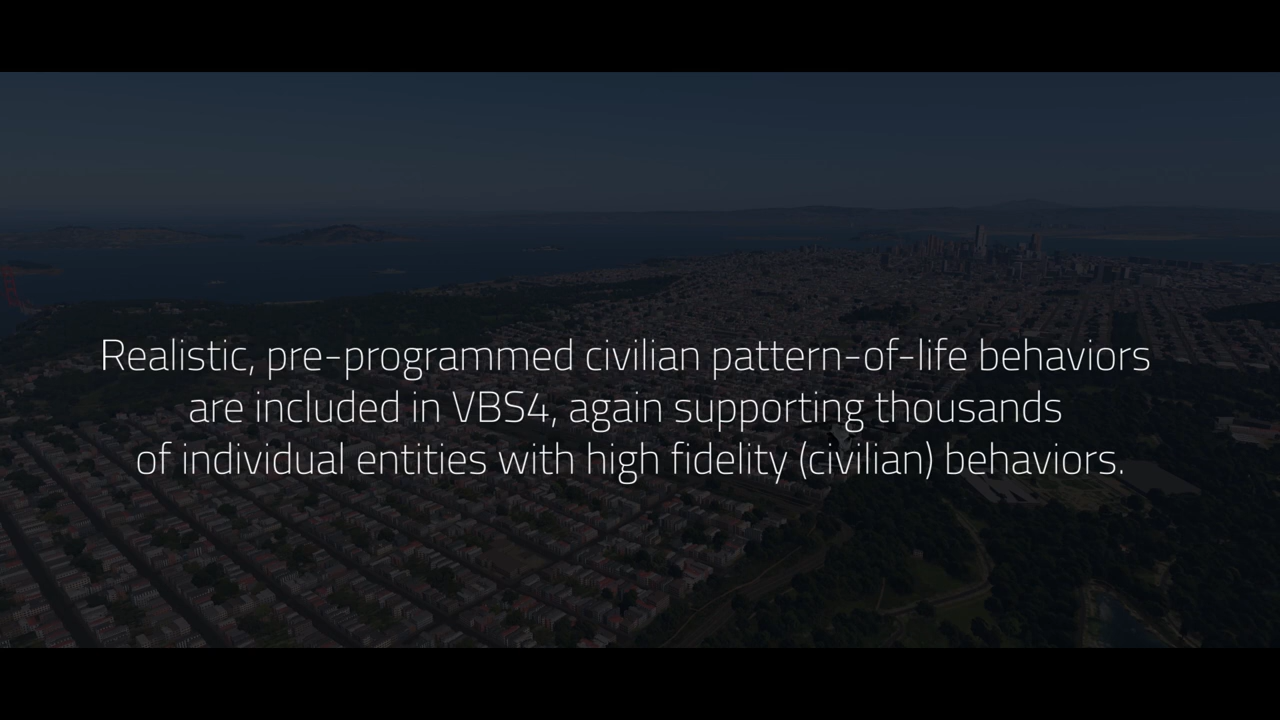 Realistic, pre-programmed civilian pattern-of-life behaviors
are included in VBS4, again supporting thousands
of individual entities with high fidelity (civilian) behaviors.